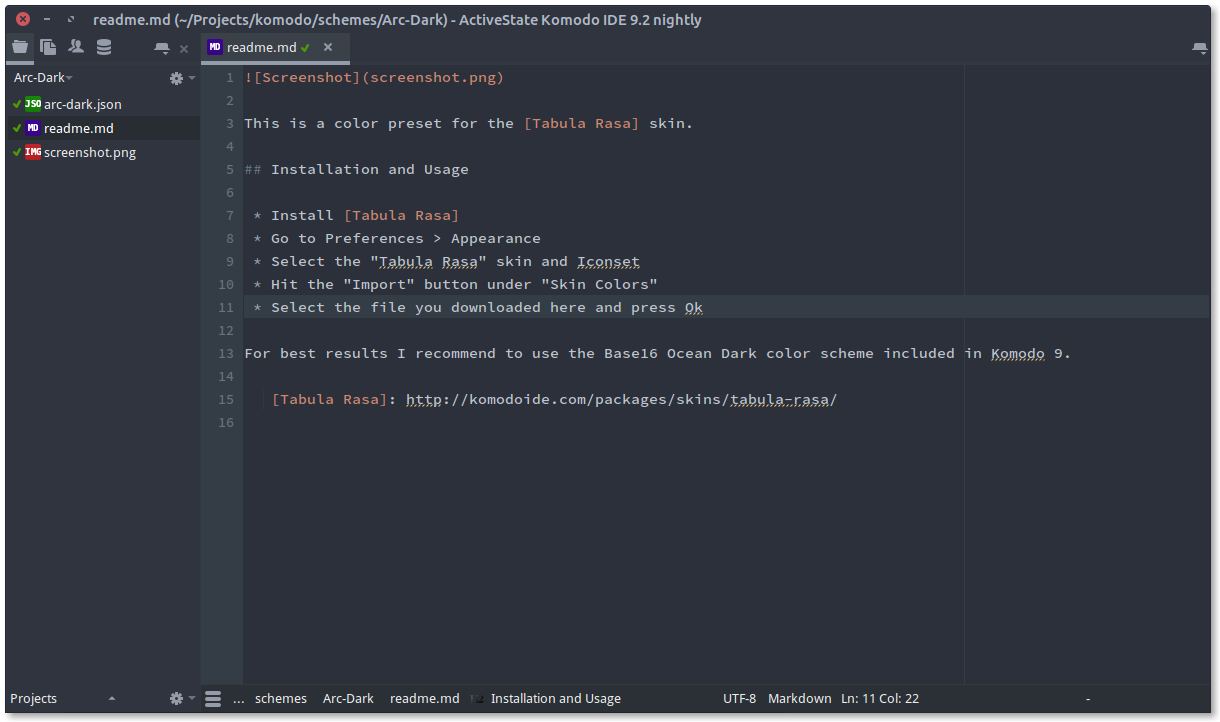 readme.md (~/Projects/komodo/schemes/Arc-Dark) - ActiveState Komodo IDE 9.2 nightly
MD readme.md
Arc-Dark
JSO arc-dark.json
MD readme.md
IMG screenshot.png
1 ![Screenshot](screenshot.png)
2
3 This is a color preset for the [Tabula Rasa] skin.
4
5 ## Installation and Usage
6
7 * Install [Tabula Rasa]
8 * Go to Preferences > Appearance
9 * Select the "Tabula Rasa" skin and Iconset
10 * Hit the "Import" button under "Skin Colors"
11 * Select the file you downloaded here and press Ok
12
13 For best results I recommend to use the Base16 Ocean Dark color scheme included in Komodo 9.
14
15 [Tabula Rasa]: http://komodoide.com/packages/skins/tabula-rasa/
16
Projects
... schemes Arc-Dark readme.md Installation and Usage UTF-8 Markdown Ln: 11 Col: 22 -